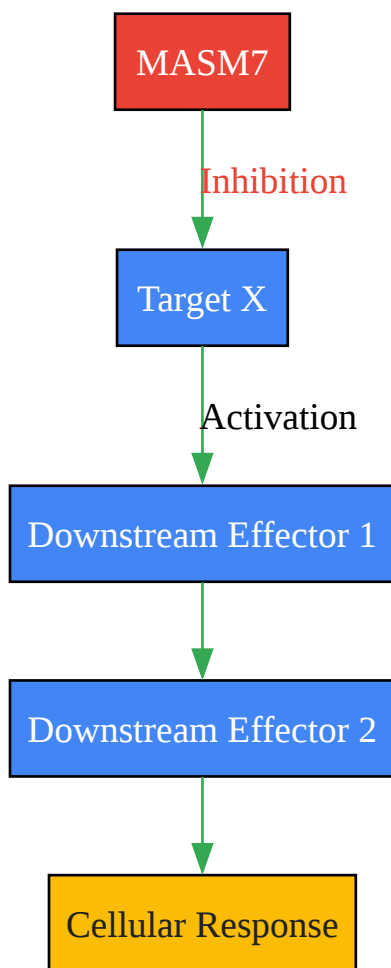 MASM7
Inhibition
Target X
Activation
Downstream Effector 1
Downstream Effector 2
Cellular Response